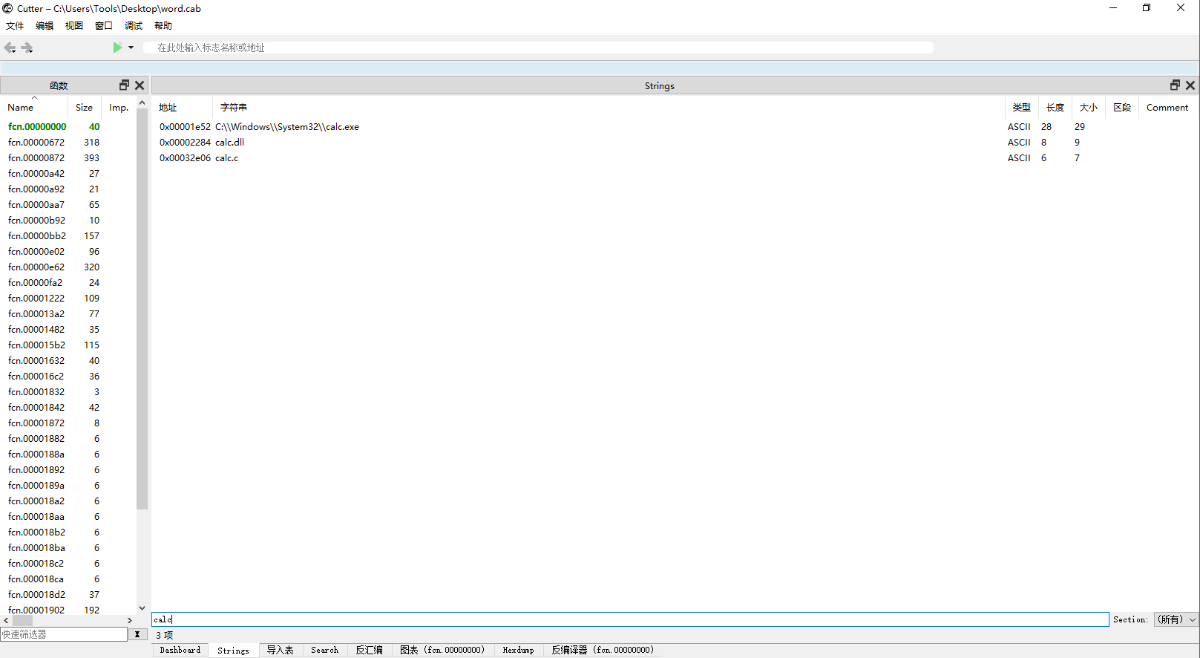 Cutter – C:\Users\Tools\Desktop\word.cab
文件 编辑 视图 窗口 调试 帮助
在此处输入标志名称或地址
函数
Name Size Imp.
fcn.00000000 40
fcn.00000672 318
fcn.00000872 393
fcn.00000a42 27
fcn.00000a92 21
fcn.00000aa7 65
fcn.00000b92 10
fcn.00000bb2 157
fcn.00000e02 96
fcn.00000e62 320
fcn.00000fa2 24
fcn.00001222 109
fcn.000013a2 77
fcn.00001482 35
fcn.000015b2 115
fcn.00001632 40
fcn.000016c2 36
fcn.00001832 3
fcn.00001842 42
fcn.00001872 8
fcn.00001882 6
fcn.0000188a 6
fcn.00001892 6
fcn.0000189a 6
fcn.000018a2 6
fcn.000018aa 6
fcn.000018b2 6
fcn.000018ba 6
fcn.000018c2 6
fcn.000018ca 6
fcn.000018d2 37
fcn.00001902 192
快速筛选器 X
Strings
地址 字符串 类型 长度 大小 区段 Comment
0x00001e52 C:\\Windows\\System32\\calc.exe ASCII 28 29
0x00002284 calc.dll ASCII 8 9
0x00032e06 calc.c ASCII 6 7
calc Section: (所有)
3 项
Dashboard Strings 导入表 Search 反汇编 图表 (fcn.00000000) Hexdump 反编译器 (fcn.00000000)